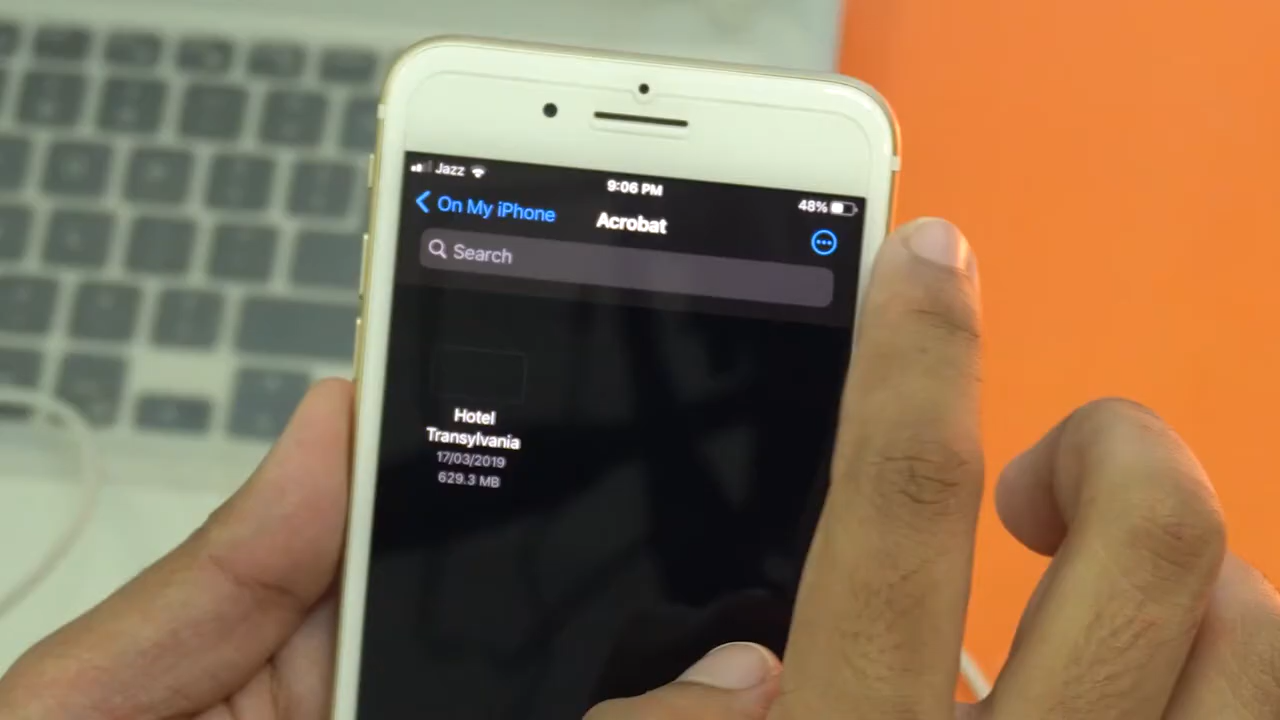 Jazz
9:06 PM
48%
On My iPhone
Acrobat
Search
Hotel
Transylvania
17/03/2019
629.3 MB